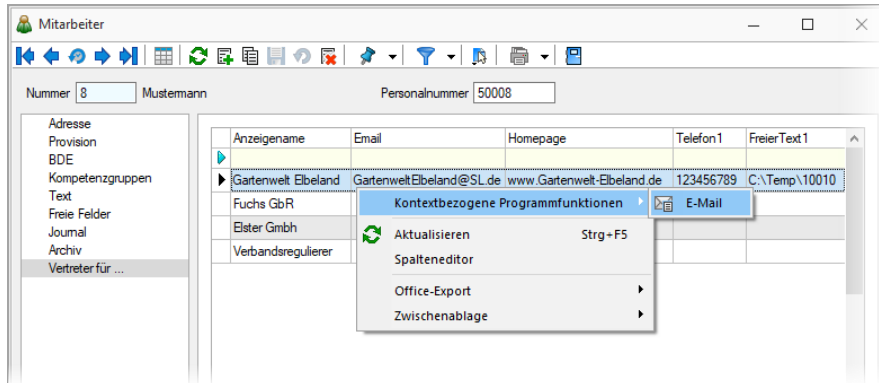 Mitarbeiter
Nummer 8 Mustermann Personalnummer 50008
Adresse
Provision
BDE
Kompetenzgruppen
Text
Freie Felder
Journal
Archiv
Vertreter für ...
Anzeigename Email Homepage Telefon1 FreierText1
Gartenwelt Elbeland GartenweltElbeland@SL.de www.Gartenwelt-Elbeland.de 123456789 C:\Temp\10010
Fuchs GbR
Elster Gmbh
Verbandsregulierer
Kontextbezogene Programmfunktionen
E-Mail
Aktualisieren Strg+F5
Spalteneditor
Office-Export
Zwischenablage